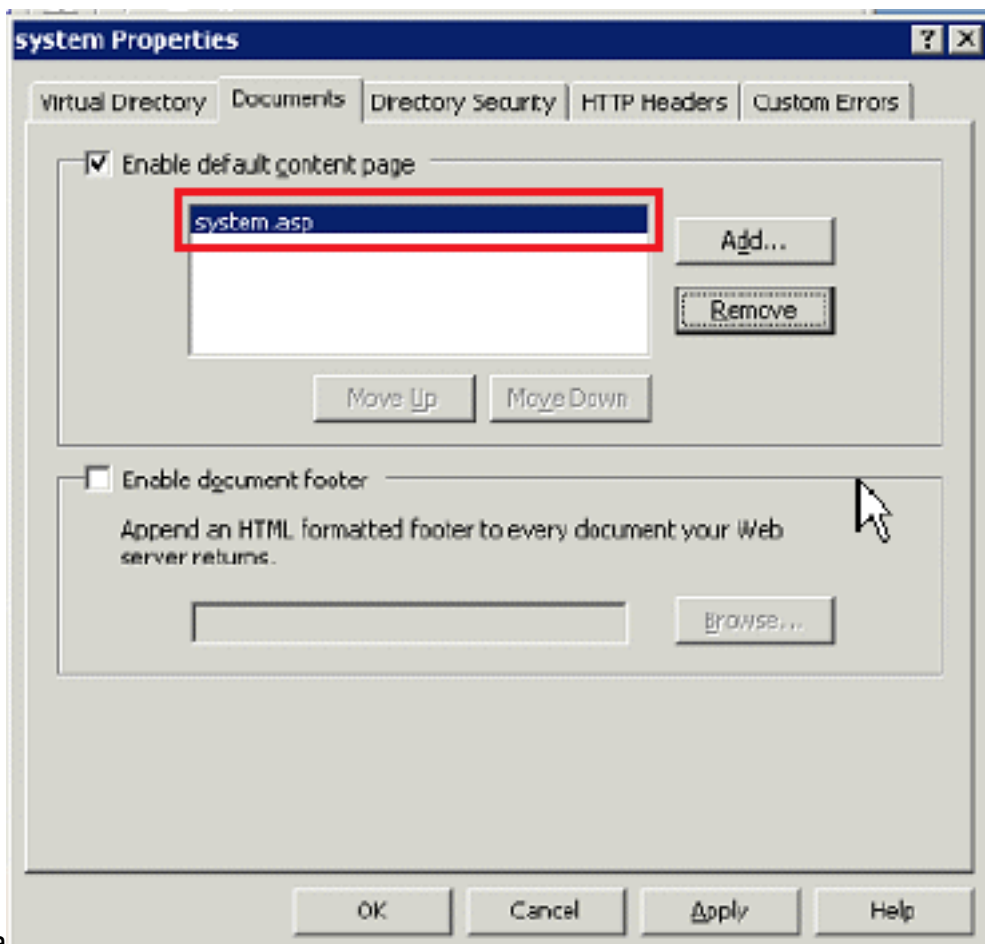 system Properties
Virtual Directory Documents Directory Security HTTP Headers Custom Errors
Enable default content page
system.asp
Add...
Remove
Move Up Move Down
Enable document footer
Append an HTML formatted footer to every document your Web
server returns.
Browse...
OK Cancel Apply Help